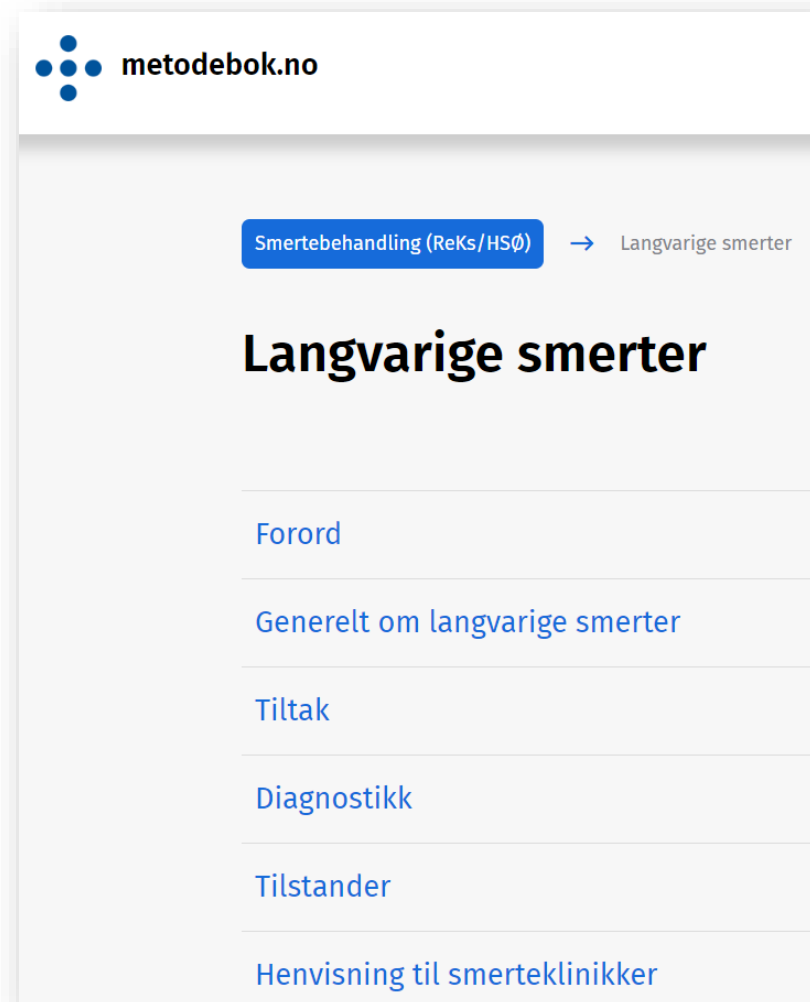 metodebok.no
Smertebehandling (ReKs/HSØ) → Langvarige smerter
Langvarige smerter
Forord
Generelt om langvarige smerter
Tiltak
Diagnostikk
Tilstander
Henvisning til smerteklinikker